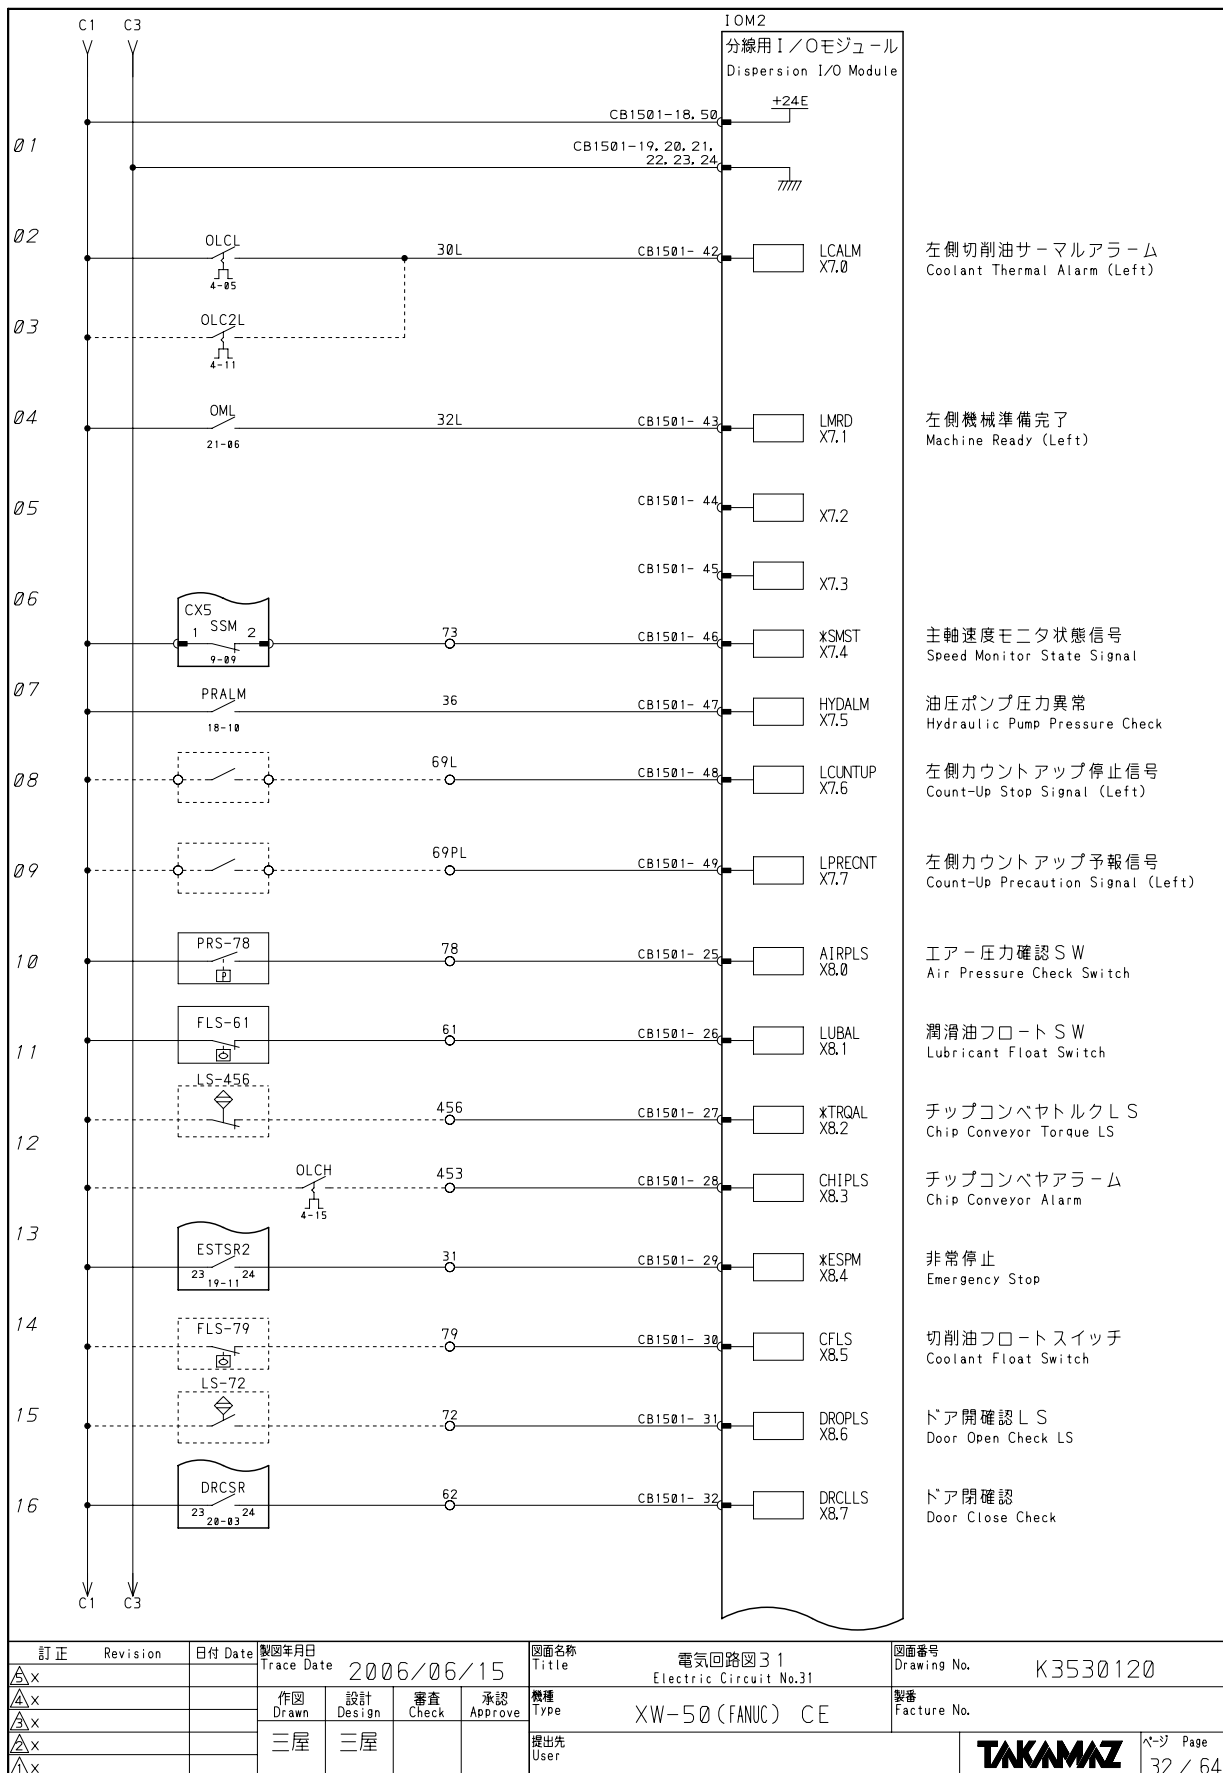 C1 C3
IOM2
分線用I／Oモジュール
Dispersion I/O Module
+24E
CB1501-18.50
01
CB1501-19.20.21.
22.23.24
02
OLCL
4-05
30L
CB1501- 42
LCALM
X7.0
左側切削油サーマルアラーム
Coolant Thermal Alarm (Left)
03
OLC2L
4-11
04
OML
21-06
32L
CB1501- 43
LMRD
X7.1
左側機械準備完了
Machine Ready (Left)
05
CB1501- 44
X7.2
CB1501- 45
X7.3
06
CX5
1 SSM 2
9-09
73
CB1501- 46
*SMST
X7.4
主軸速度モニタ状態信号
Speed Monitor State Signal
07
PRALM
18-10
36
CB1501- 47
HYDALM
X7.5
油圧ポンプ圧力異常
Hydraulic Pump Pressure Check
08
69L
CB1501- 48
LCUNTUP
X7.6
左側カウントアップ停止信号
Count-Up Stop Signal (Left)
09
69PL
CB1501- 49
LPRECNT
X7.7
左側カウントアップ予報信号
Count-Up Precaution Signal (Left)
10
PRS-78
P
78
CB1501- 25
AIRPLS
X8.0
エアー圧力確認SW
Air Pressure Check Switch
11
FLS-61
61
CB1501- 26
LUBAL
X8.1
潤滑油フロートSW
Lubricant Float Switch
LS-456
456
CB1501- 27
*TRQAL
X8.2
チップコンベヤトルクLS
Chip Conveyor Torque LS
12
OLCH
4-15
453
CB1501- 28
CHIPLS
X8.3
チップコンベヤアラーム
Chip Conveyor Alarm
13
ESTSR2
23 24
19-11
31
CB1501- 29
*ESPM
X8.4
非常停止
Emergency Stop
14
FLS-79
79
CB1501- 30
CFLS
X8.5
切削油フロートスイッチ
Coolant Float Switch
LS-72
15
72
CB1501- 31
DROPLS
X8.6
ドア開確認LS
Door Open Check LS
16
DRCSR
23 24
20-03
62
CB1501- 32
DRCLLS
X8.7
ドア閉確認
Door Close Check
C1 C3
訂正 Revision 日付 Date
5 x
4 x
3 x
2 x
1 x
製図年月日
Trace Date 2006/06/15
作図 設計 審査 承認
Drawn Design Check Approve
三屋 三屋
図面名称
Title
電気回路図31
Electric Circuit No.31
機種
Type
XW-50(FANUC) CE
提出先
User
図面番号
Drawing No. K3530120
製番
Facture No.
TAKAMAZ
ページ Page
32 / 64